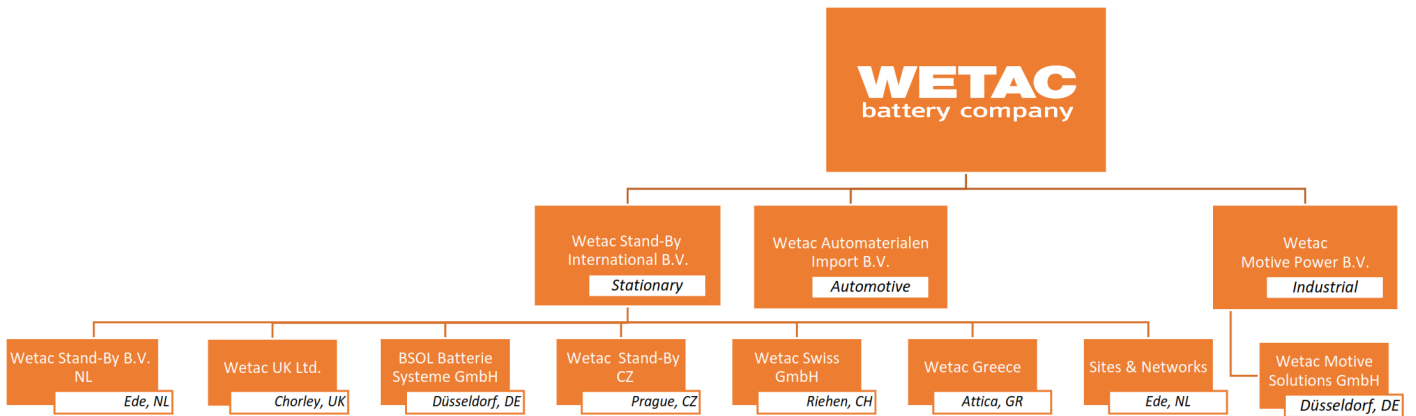 WETAC
battery company
Wetac Stand-By
International B.V.
Stationary
Wetac Automaterialen
Import B.V.
Automotive
Wetac
Motive Power B.V.
Industrial
Wetac Stand-By B.V.
NL
Ede, NL
Wetac UK Ltd.
Chorley, UK
BSOL Batterie
Systeme GmbH
Düsseldorf, DE
Wetac Stand-By
CZ
Prague, CZ
Wetac Swiss
GmbH
Riehen, CH
Wetac Greece
Attica, GR
Sites & Networks
Ede, NL
Wetac Motive
Solutions GmbH
Düsseldorf, DE